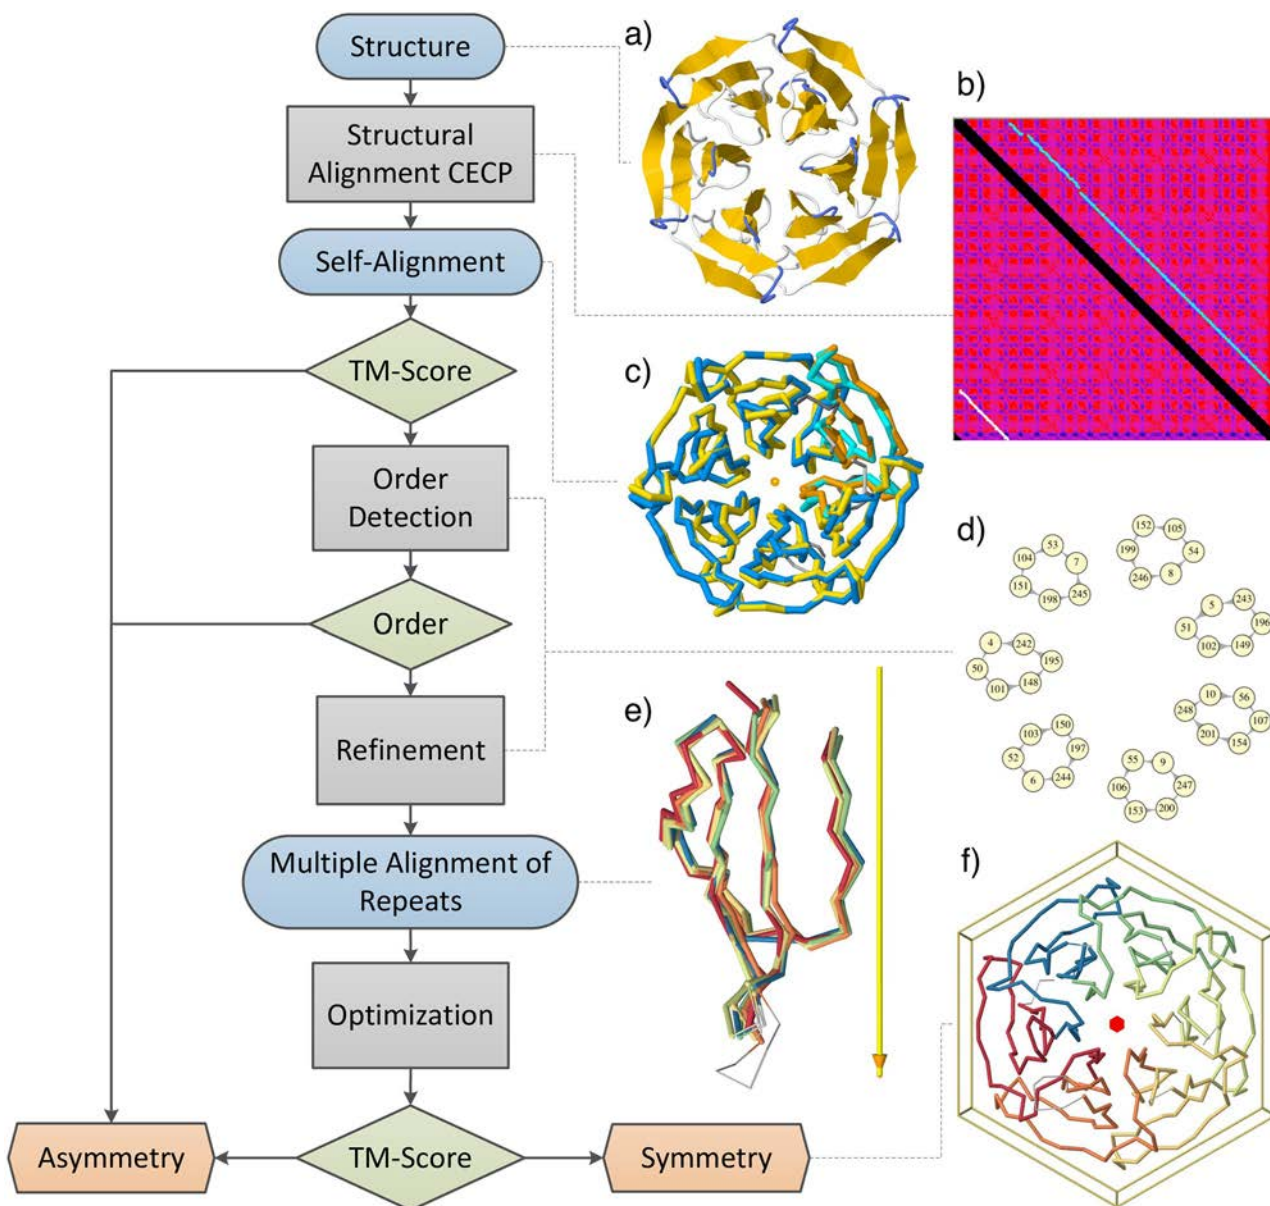 Structure
Structural
Alignment CECP
Self-Alignment
TM-Score
Order
Detection
Order
Refinement
Multiple Alignment of
Repeats
Optimization
TM-Score
Asymmetry
Symmetry
a)
b)
c)
d)
152 105
53
104 7 199 54
151 245 246 8
198
5 243
51 196
102 149
4 242
50 195
101 148
10 56
248 107
201 154
103 150
52 197
6 244
55 9
106 247
153 200
e)
f)